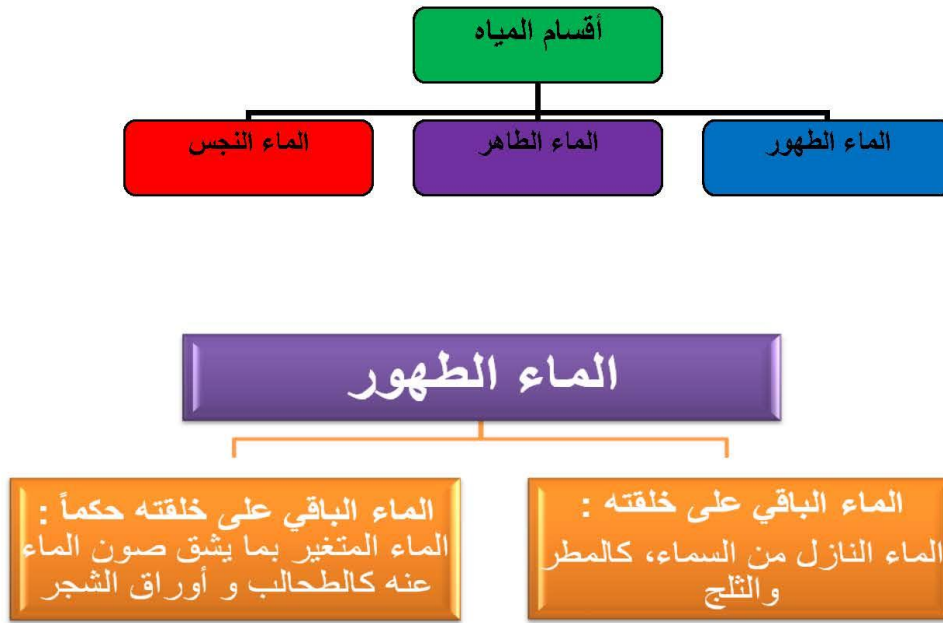 أقسام المياه
الماء الطهور
الماء الطاهر
الماء النجس
الماء الطهور
الماء الباقي على خلقته :
الماء النازل من السماء، كالمطر
والثلج
الماء الباقي على خلقته حكماً :
الماء المتغير بما يشق صون الماء
عنه كالطحالب و أوراق الشجر